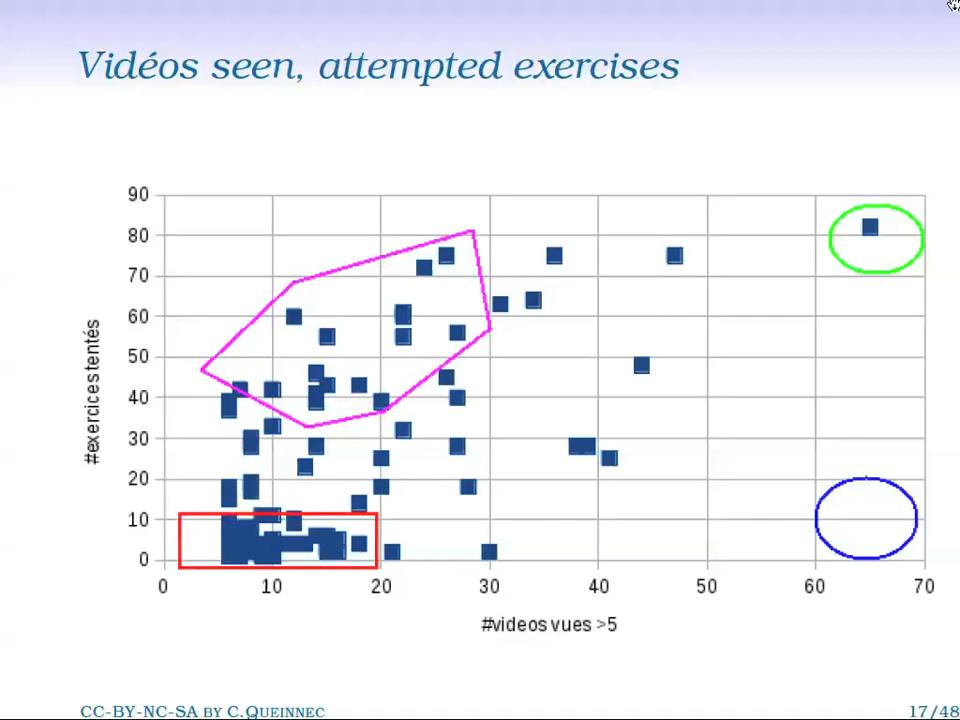 Vidéos seen, attempted exercises
90
80
70
60
50
40
30
20
10
0
#exercices tentés
0 10 20 30 40 50 60 70
#videos vues >5
CC-BY-NC-SA BY C.QUEINNEC 17/48